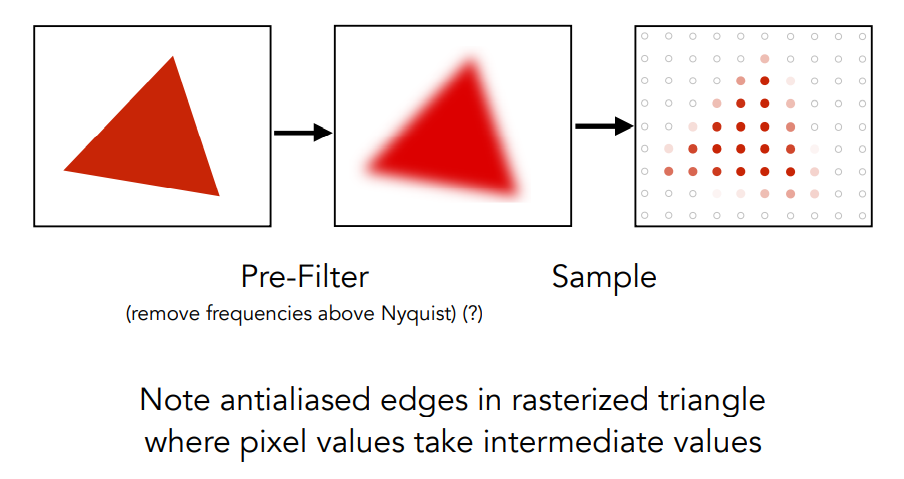 Pre-Filter
Sample
(remove frequencies above Nyquist) (?)
Note antialiased edges in rasterized triangle
where pixel values take intermediate values